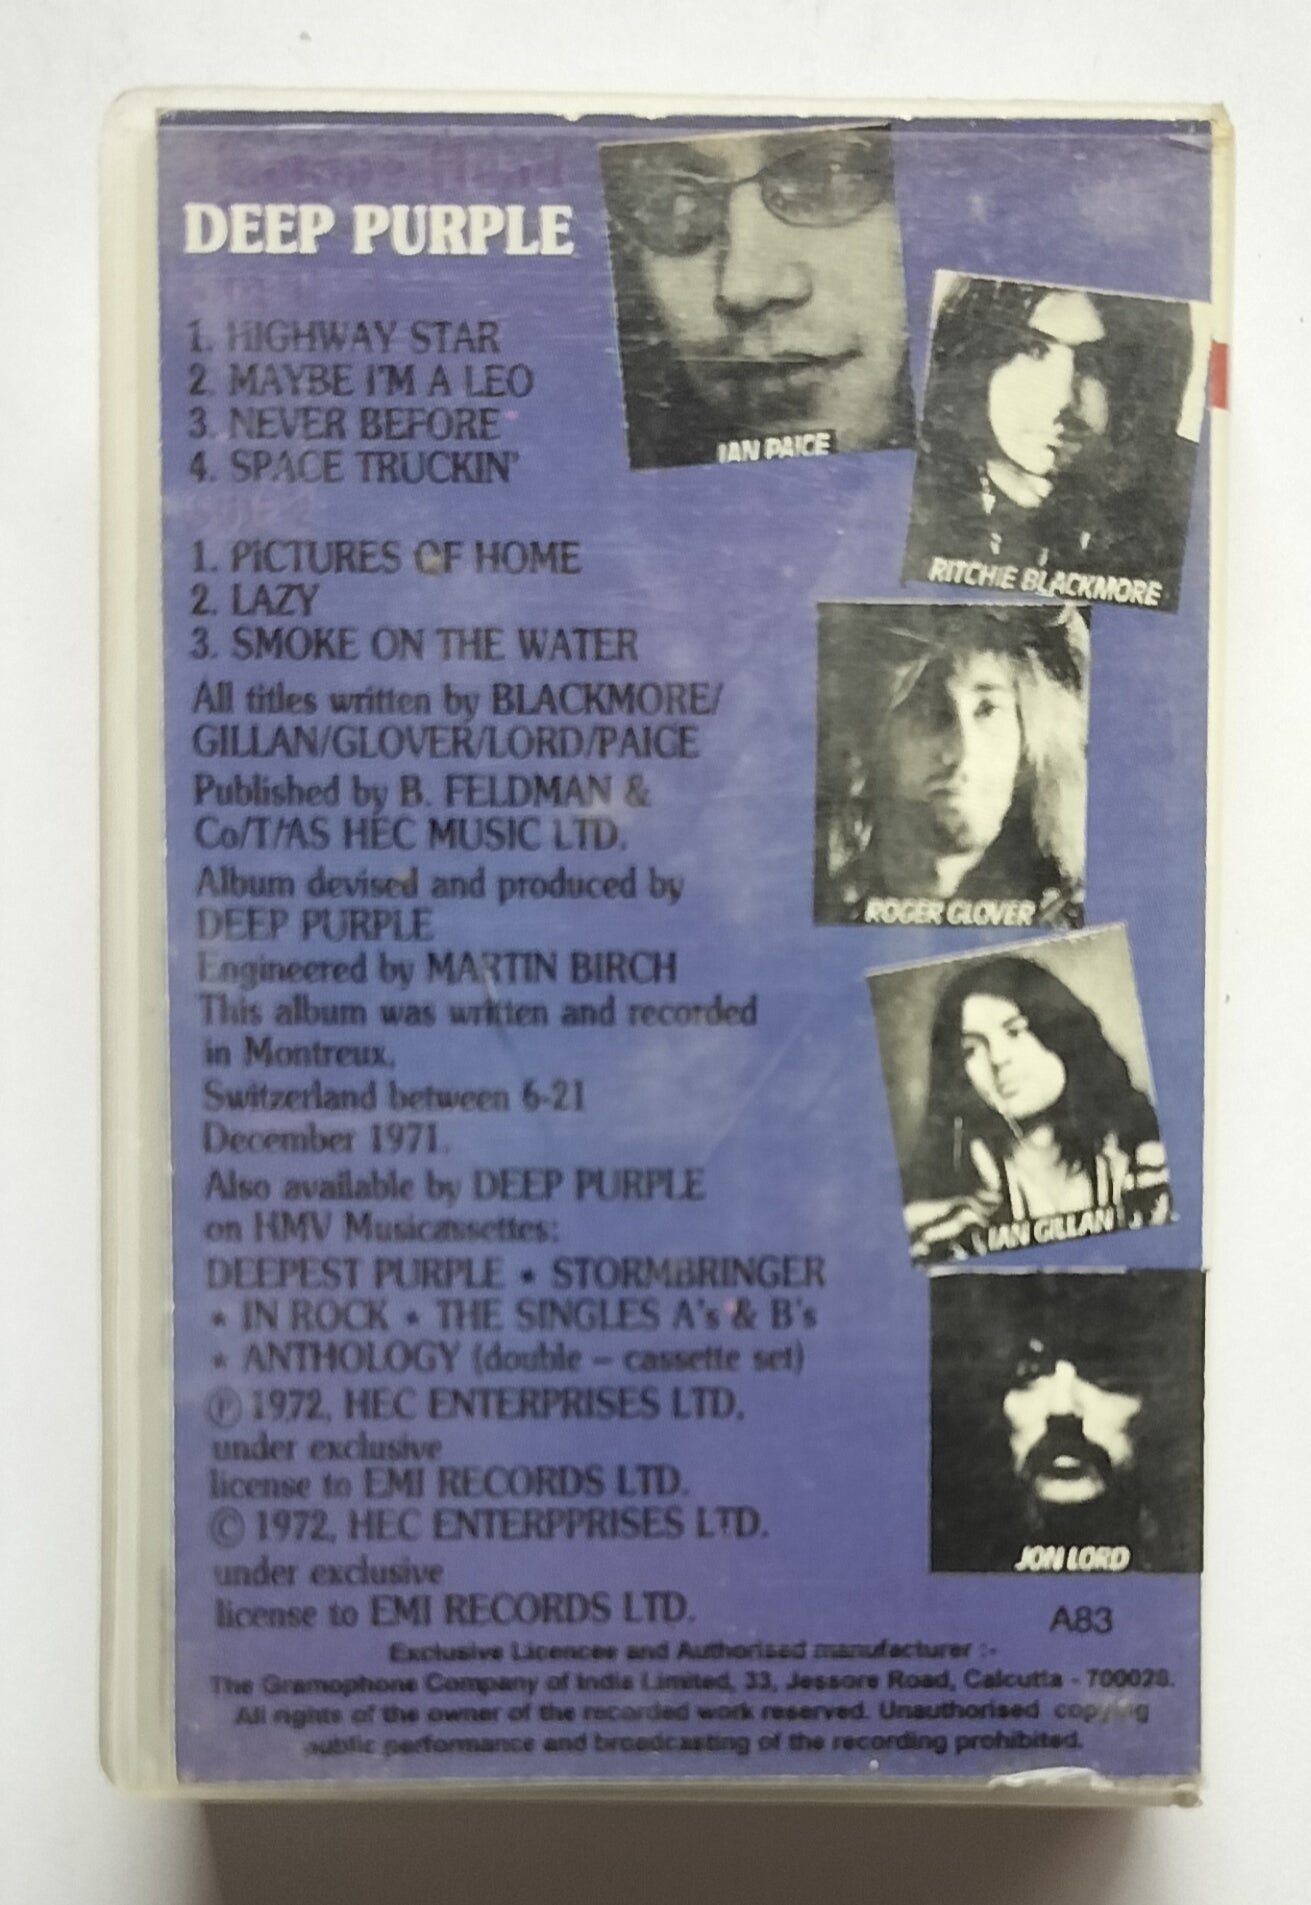 Machine Head
DEEP PURPLE
SIDE 1
1. HIGHWAY STAR
2. MAYBE I'M A LEO
3. NEVER BEFORE
4. SPACE TRUCKIN'
SIDE 2
1. PICTURES OF HOME
2. LAZY
3. SMOKE ON THE WATER
All titles written by BLACKMORE/
GILLAN/GLOVER/LORD/PAICE
Published by B. FELDMAN &
Co/T/AS HEC MUSIC LTD.
Album devised and produced by
DEEP PURPLE
Engineered by MARTIN BIRCH
This album was written and recorded
in Montreux,
Switzerland between 6-21
December 1971.
Also available by DEEP PURPLE
on HMV Musicassettes:
DEEPEST PURPLE * STORMBRINGER
* IN ROCK * THE SINGLES A's & B's
* ANTHOLOGY (double – cassette set)
Ⓟ 1972, HEC ENTERPRISES LTD.
under exclusive
license to EMI RECORDS LTD.
© 1972, HEC ENTERPPRISES LTD.
under exclusive
license to EMI RECORDS LTD.
IAN PAICE
RITCHIE BLACKMORE
ROGER GLOVER
IAN GILLAN
JON LORD
A83
Exclusive Licencee and Authorised manufacturer :-
The Gramophone Company of India Limited, 33, Jessore Road, Calcutta - 700028.
All rights of the owner of the recorded work reserved. Unauthorised copying
public performance and broadcasting of the recording prohibited.